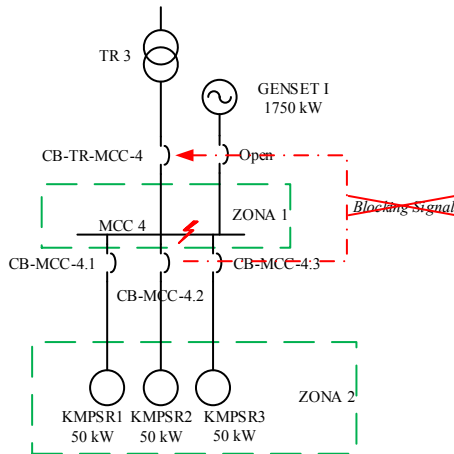 TR 3
GENSET I
1750 kW
CB-TR-MCC-4
Open
Blocking Signal
ZONA 1
MCC 4
CB-MCC-4.1
CB-MCC-4.3
CB-MCC-4.2
ZONA 2
KMPSR1
50 kW
KMPSR2
50 kW
KMPSR3
50 kW